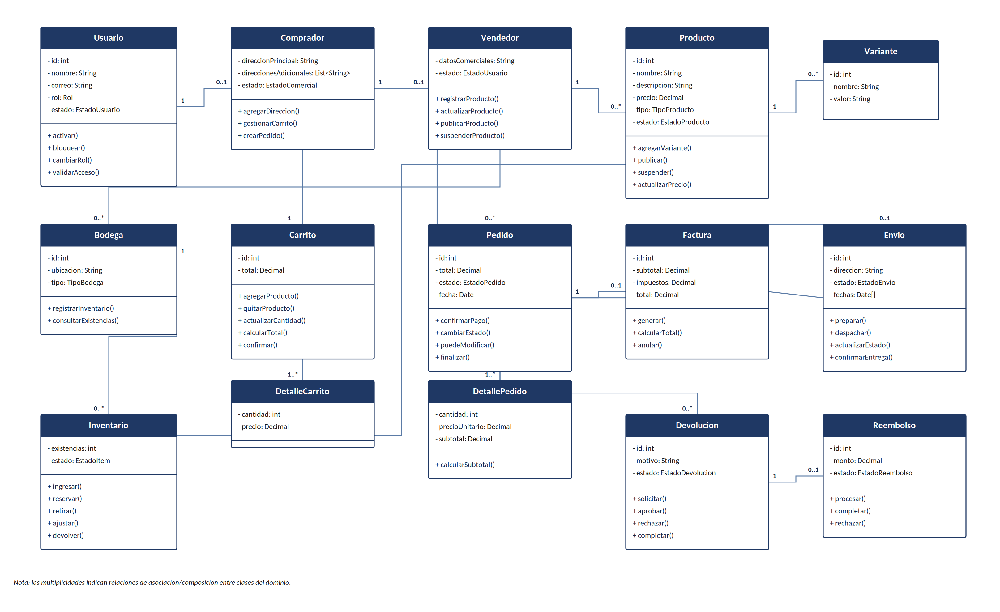 Usuario
- id: int
- nombre: String
- correo: String
- rol: Rol
- estado: EstadoUsuario
+ activar()
+ bloquear()
+ cambiarRol()
+ validarAcceso()
1
0..1
Comprador
- direccionPrincipal: String
- direccionesAdicionales: List<String>
- estado: EstadoComercial
+ agregarDireccion()
+ gestionarCarrito()
+ crearPedido()
1
0..1
Vendedor
- datosComerciales: String
- estado: EstadoUsuario
+ registrarProducto()
+ actualizarProducto()
+ publicarProducto()
+ suspenderProducto()
1
0..*
Producto
- id: int
- nombre: String
- descripcion: String
- precio: Decimal
- tipo: TipoProducto
- estado: EstadoProducto
+ agregarVariante()
+ publicar()
+ suspender()
+ actualizarPrecio()
1
0..*
Variante
- id: int
- nombre: String
- valor: String
0..*
Bodega
- id: int
- ubicacion: String
- tipo: TipoBodega
+ registrarInventario()
+ consultarExistencias()
1
1
Carrito
- id: int
- total: Decimal
+ agregarProducto()
+ quitarProducto()
+ actualizarCantidad()
+ calcularTotal()
+ confirmar()
0..*
Pedido
- id: int
- total: Decimal
- estado: EstadoPedido
- fecha: Date
+ confirmarPago()
+ cambiarEstado()
+ puedeModificar()
+ finalizar()
1
0..1
Factura
- id: int
- subtotal: Decimal
- impuestos: Decimal
- total: Decimal
+ generar()
+ calcularTotal()
+ anular()
0..1
Envio
- id: int
- direccion: String
- estado: EstadoEnvio
- fechas: Date[]
+ preparar()
+ despachar()
+ actualizarEstado()
+ confirmarEntrega()
0..*
Inventario
- existencias: int
- estado: EstadoItem
+ ingresar()
+ reservar()
+ retirar()
+ ajustar()
+ devolver()
1..*
DetalleCarrito
- cantidad: int
- precio: Decimal
1..*
DetallePedido
- cantidad: int
- precioUnitario: Decimal
- subtotal: Decimal
+ calcularSubtotal()
0..*
Devolucion
- id: int
- motivo: String
- estado: EstadoDevolucion
+ solicitar()
+ aprobar()
+ rechazar()
+ completar()
1
0..1
Reembolso
- id: int
- monto: Decimal
- estado: EstadoReembolso
+ procesar()
+ completar()
+ rechazar()
Nota: las multiplicidades indican relaciones de asociacion/composicion entre clases del dominio.